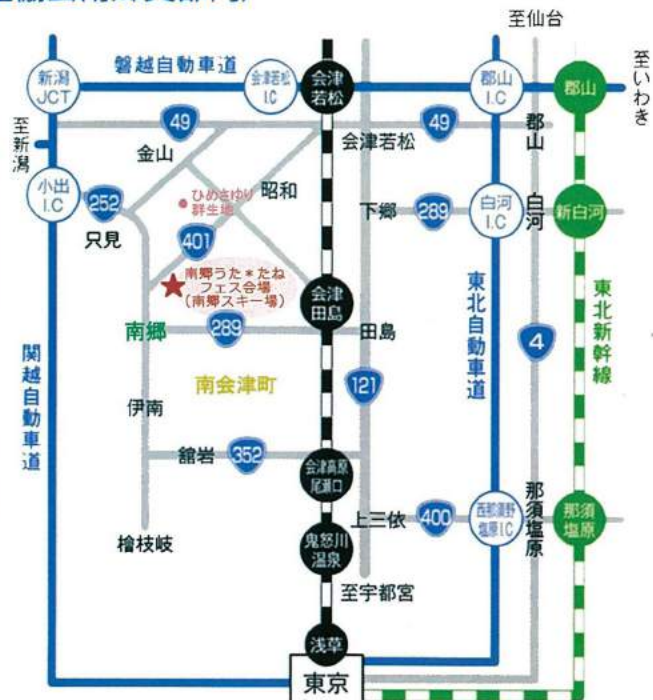 至仙台
磐越自動車道
新潟
JCT
会津若松
I.C
会津
若松
郡山
I.C
郡山
至いわき
49
49
至新潟
金山
会津若松
郡山
小出
I.C
252
ひめさゆり
群生地
昭和
下郷
289
白河
I.C
白河
新白河
只見
401
南郷うた*たね
フェス会場
(南郷スキー場)
会津
田島
南郷
289
田島
東北自動車道
4
東北新幹線
関越自動車道
南会津町
121
伊南
舘岩
352
会津高原
尾瀬口
上三依
400
西那須野
塩原I.C
那須塩原
那須
塩原
檜枝岐
鬼怒川
温泉
至宇都宮
浅草
東京